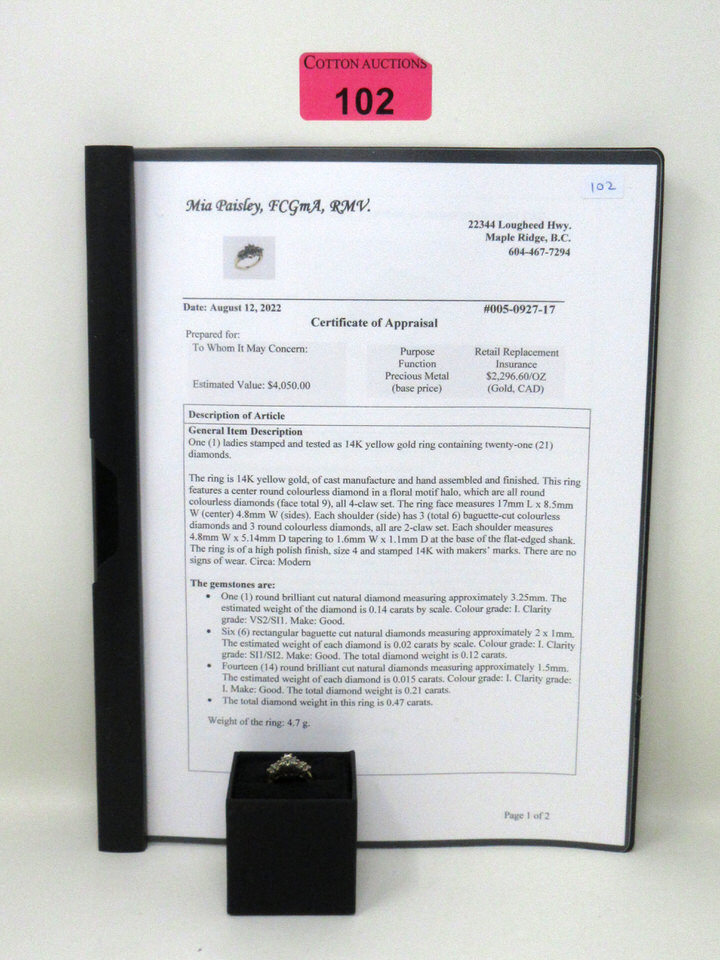 COTTON AUCTIONS
102
102
Mia Paisley, FCGmA, RMV.
22344 Lougheed Hwy.
Maple Ridge, B.C.
604-467-7294
Date: August 12, 2022
#005-0927-17
Certificate of Appraisal
Prepared for:
To Whom It May Concern:
Estimated Value: $4,050.00
Purpose Retail Replacement
Function Insurance
Precious Metal $2,296.60/OZ
(base price) (Gold, CAD)
Description of Article
General Item Description
One (1) ladies stamped and tested as 14K yellow gold ring containing twenty-one (21)
diamonds.
The ring is 14K yellow gold, of cast manufacture and hand assembled and finished. This ring
features a center round colourless diamond in a floral motif halo, which are all round
colourless diamonds (face total 9), all 4-claw set. The ring face measures 17mm L x 8.5mm
W (center) 4.8mm W (sides). Each shoulder (side) has 3 (total 6) baguette-cut colourless
diamonds and 3 round colourless diamonds, all are 2-claw set. Each shoulder measures
4.8mm W x 5.14mm D tapering to 1.6mm W x 1.1mm D at the base of the flat-edged shank.
The ring is of a high polish finish, size 4 and stamped 14K with makers' marks. There are no
signs of wear. Circa: Modern
The gemstones are:
• One (1) round brilliant cut natural diamond measuring approximately 3.25mm. The
estimated weight of the diamond is 0.14 carats by scale. Colour grade: I. Clarity
grade: VS2/SI1. Make: Good.
• Six (6) rectangular baguette cut natural diamonds measuring approximately 2 x 1mm.
The estimated weight of each diamond is 0.02 carats by scale. Colour grade: I. Clarity
grade: SI1/SI2. Make: Good. The total diamond weight is 0.12 carats.
• Fourteen (14) round brilliant cut natural diamonds measuring approximately 1.5mm.
The estimated weight of each diamond is 0.015 carats. Colour grade: I. Clarity grade:
I. Make: Good. The total diamond weight is 0.21 carats.
• The total diamond weight in this ring is 0.47 carats.
Weight of the ring: 4.7 g.
Page 1 of 2